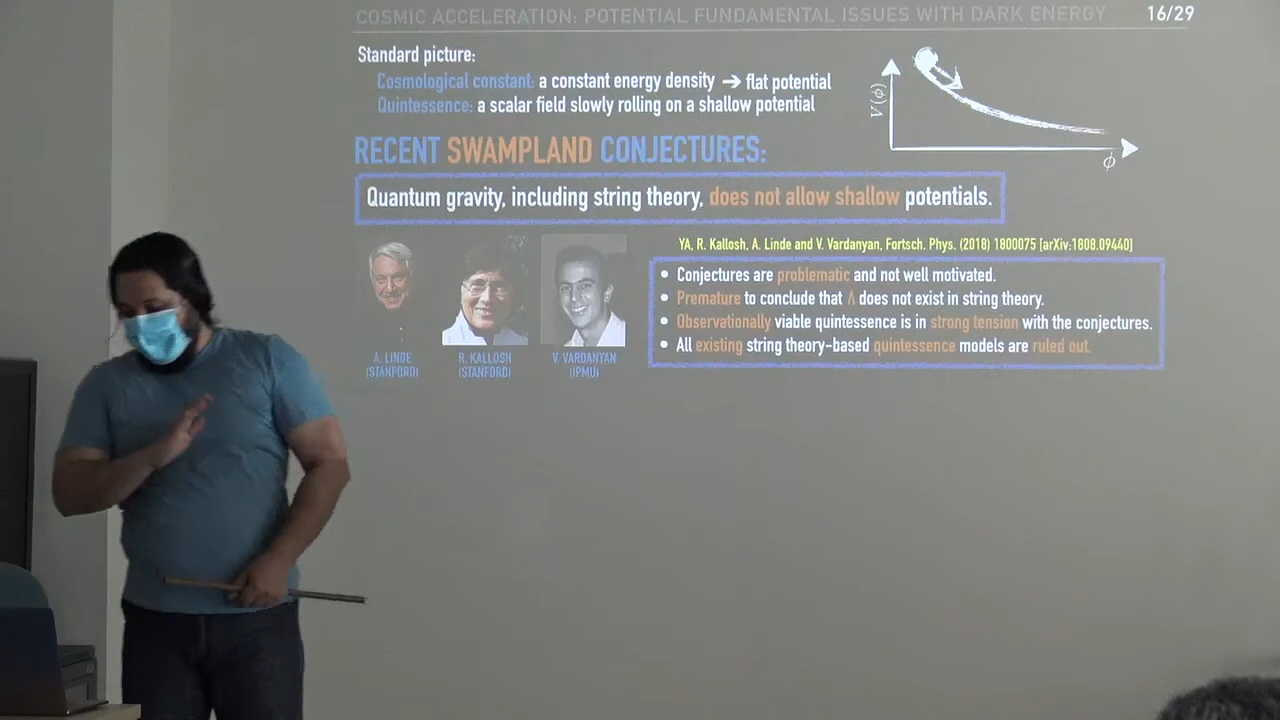 COSMIC ACCELERATION: POTENTIAL FUNDAMENTAL ISSUES WITH DARK ENERGY
16/29
Standard picture:
Cosmological constant: a constant energy density → flat potential
Quintessence: a scalar field slowly rolling on a shallow potential
V(ϕ)
ϕ
RECENT SWAMPLAND CONJECTURES:
Quantum gravity, including string theory, does not allow shallow potentials.
YA, R. Kallosh, A. Linde and V. Vardanyan, Fortsch. Phys. (2018) 1800075 [arXiv:1808.09440]
• Conjectures are problematic and not well motivated.
• Premature to conclude that Λ does not exist in string theory.
• Observationally viable quintessence is in strong tension with the conjectures.
• All existing string theory-based quintessence models are ruled out.
A. LINDE
(STANFORD)
R. KALLOSH
(STANFORD)
V. VARDANYAN
(IPMU)